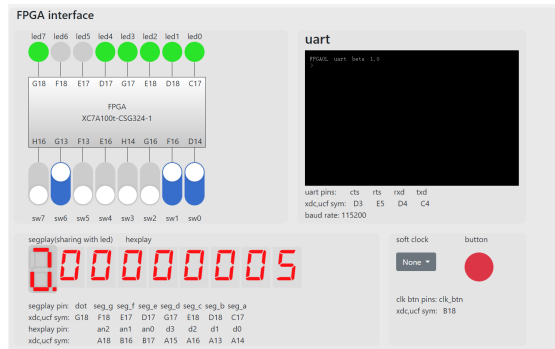 FPGA interface
led7 led6 led5 led4 led3 led2 led1 led0
G18 F18 E17 D17 G17 E18 D18 C17
FPGA
XC7A100t-CSG324-1
H16 G13 F13 E16 H14 G16 F16 D14
sw7 sw6 sw5 sw4 sw3 sw2 sw1 sw0
uart
FPGAOL uart beta 1.0
>
uart pins: cts rts rxd txd
xdc,ucf sym: D3 E5 D4 C4
baud rate: 115200
segplay(sharing with led) hexplay
00000005
segplay pin: dot seg_g seg_f seg_e seg_d seg_c seg_b seg_a
xdc,ucf sym: G18 F18 E17 D17 G17 E18 D18 C17
hexplay pin: an2 an1 an0 d3 d2 d1 d0
xdc,ucf sym: A18 B16 B17 A15 A16 A13 A14
soft clock button
None
clk btn pins: clk_btn
xdc,ucf sym: B18